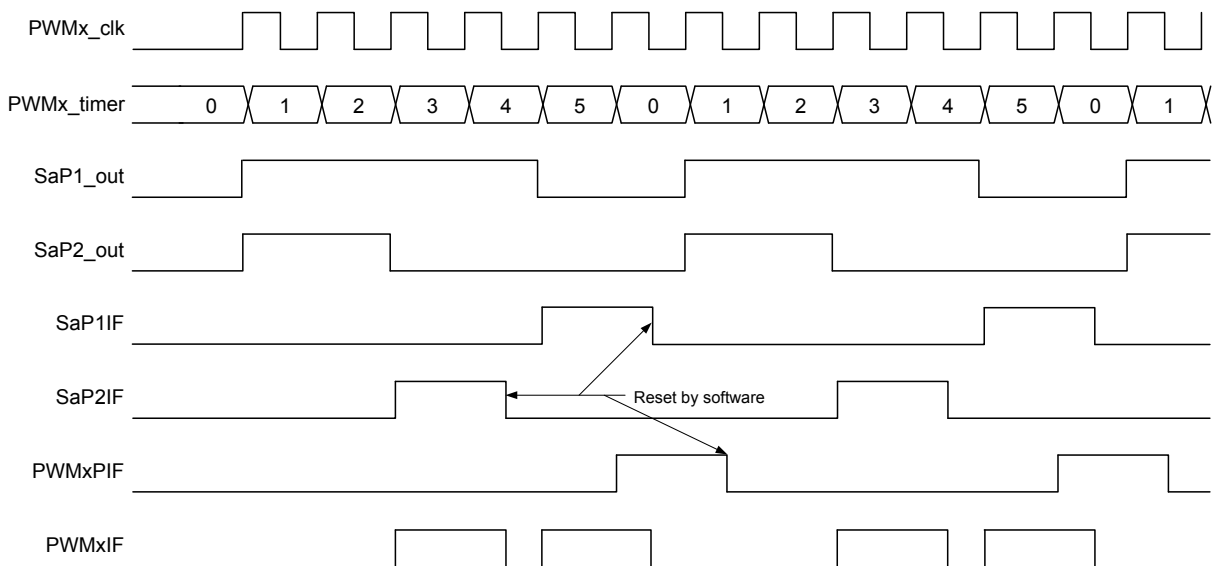 PWMx_clk
PWMx_timer 0 1 2 3 4 5 0 1 2 3 4 5 0 1
SaP1_out
SaP2_out
SaP1IF
SaP2IF
Reset by software
PWMxPIF
PWMxIF